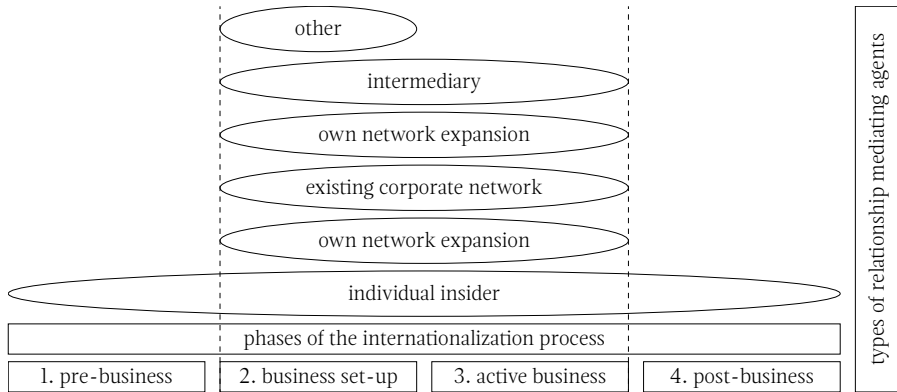 other
intermediary
own network expansion
existing corporate network
own network expansion
individual insider
phases of the internationalization process
1. pre-business
2. business set-up
3. active business
4. post-business
types of relationship mediating agents